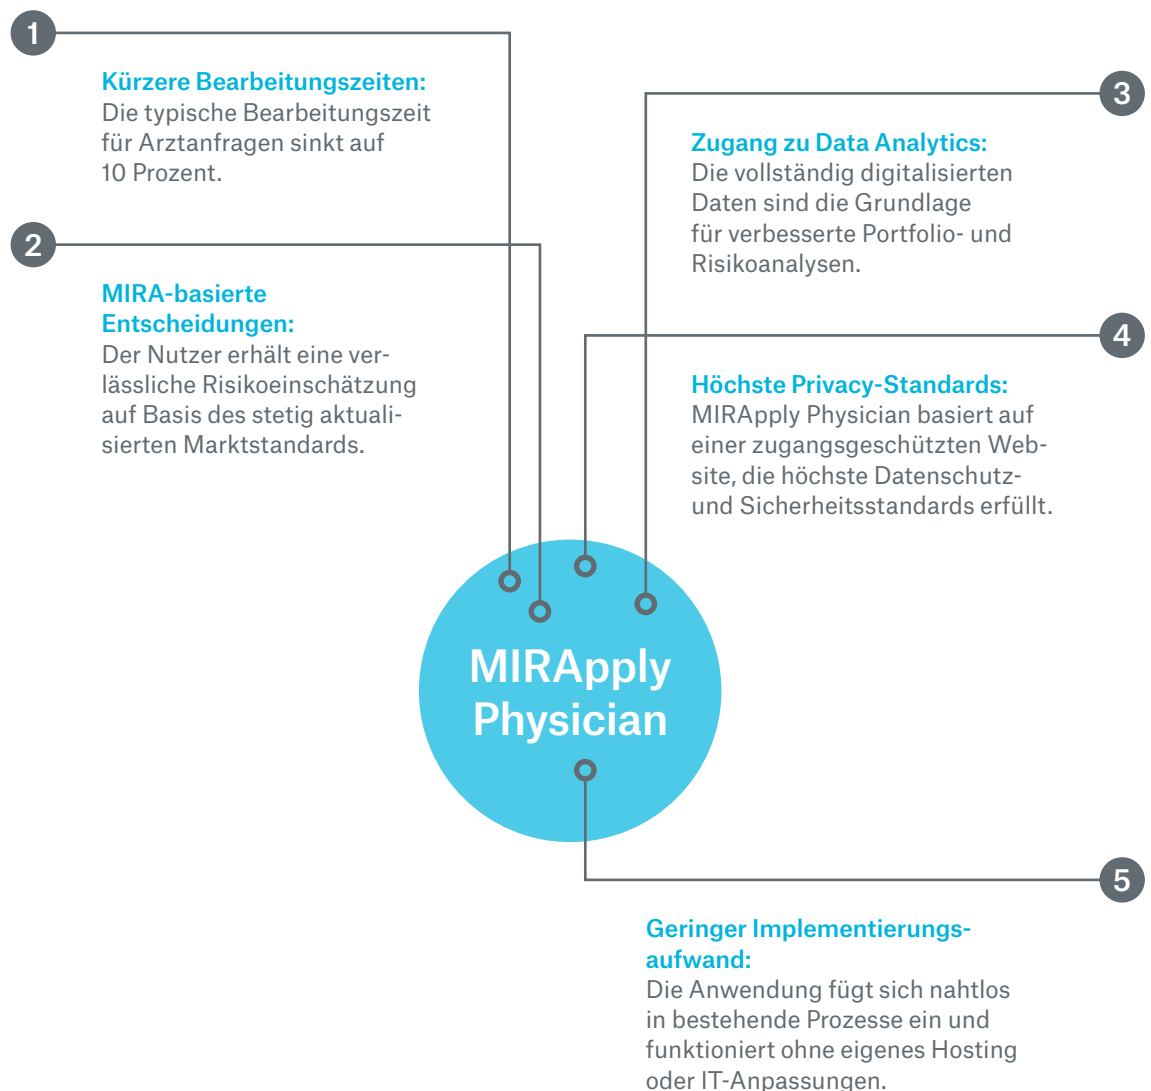 1
Kürzere Bearbeitungszeiten:
Die typische Bearbeitungszeit
für Arztanfragen sinkt auf
10 Prozent.
2
MIRA-basierte
Entscheidungen:
Der Nutzer erhält eine ver-
lässliche Risikoeinschätzung
auf Basis des stetig aktuali-
sierten Marktstandards.
3
Zugang zu Data Analytics:
Die vollständig digitalisierten
Daten sind die Grundlage
für verbesserte Portfolio- und
Risikoanalysen.
4
Höchste Privacy-Standards:
MIRApply Physician basiert auf
einer zugangsgeschützten Web-
site, die höchste Datenschutz-
und Sicherheitsstandards erfüllt.
MIRApply
Physician
5
Geringer Implementierungs-
aufwand:
Die Anwendung fügt sich nahtlos
in bestehende Prozesse ein und
funktioniert ohne eigenes Hosting
oder IT-Anpassungen.